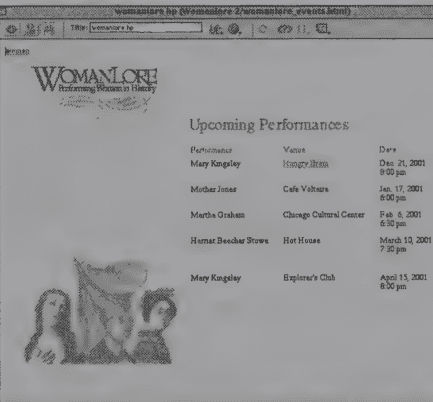 womanlore hp (Womanlore 2/womanlore_events.html)
Title: womanlore hp
WOMANLORE
Performing Women in History
Upcoming Performances
Performance Venue Date
Mary Kingsley Hungry Brain Dec. 21, 2001
9:00 pm
Mother Jones Cafe Voltaire Jan. 17, 2001
6:00 pm
Martha Graham Chicago Cultural Center Feb. 6, 2001
6:30 pm
Harriet Beecher Stowe Hot House March 10, 2001
7:30 pm
Mary Kingsley Explorer's Club April 15, 2001
8:00 pm